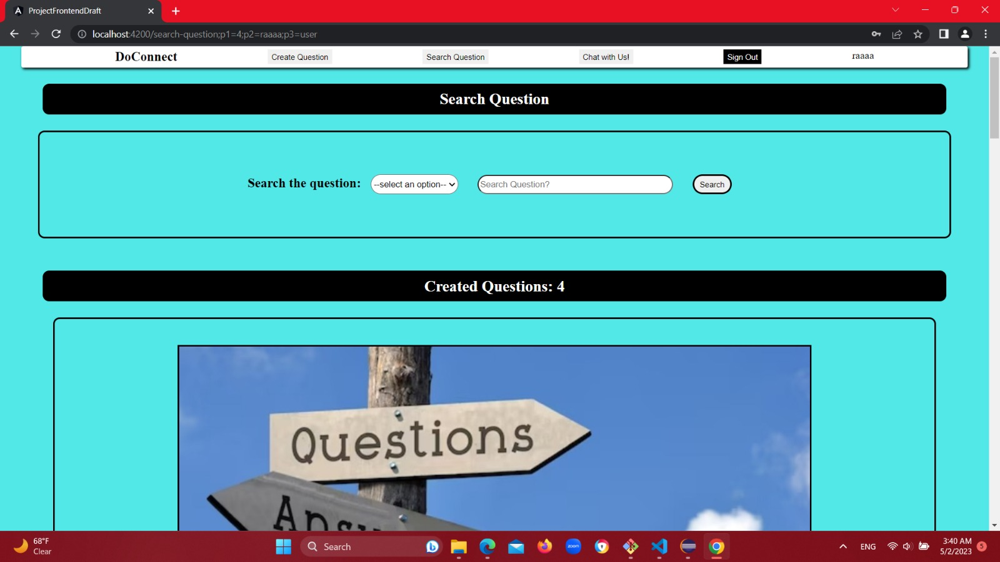 ProjectFrontendDraft
localhost:4200/search-question;p1=4;p2=raaaa;p3=user
DoConnect
Create Question
Search Question
Chat with Us!
Sign Out
raaaa
Search Question
Search the question:
--select an option--
Search Question?
Search
Created Questions: 4
Questions
68°F
Clear
Search
zoom
ENG
3:40 AM
5/2/2023
5